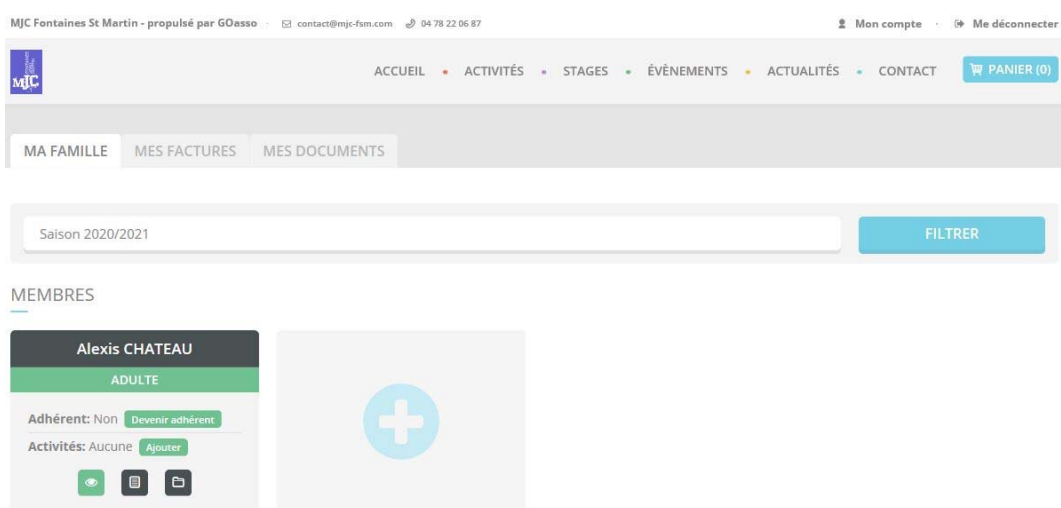 MJC Fontaines St Martin - propulsé par GOasso · contact@mjc-fsm.com 04 78 22 06 87 Mon compte · Me déconnecter
MJC ACCUEIL • ACTIVITÉS • STAGES • ÉVÈNEMENTS • ACTUALITÉS • CONTACT PANIER (0)
MA FAMILLE MES FACTURES MES DOCUMENTS
Saison 2020/2021 FILTRER
MEMBRES
Alexis CHATEAU
ADULTE
Adhérent: Non Devenir adhérent
Activités: Aucune Ajouter